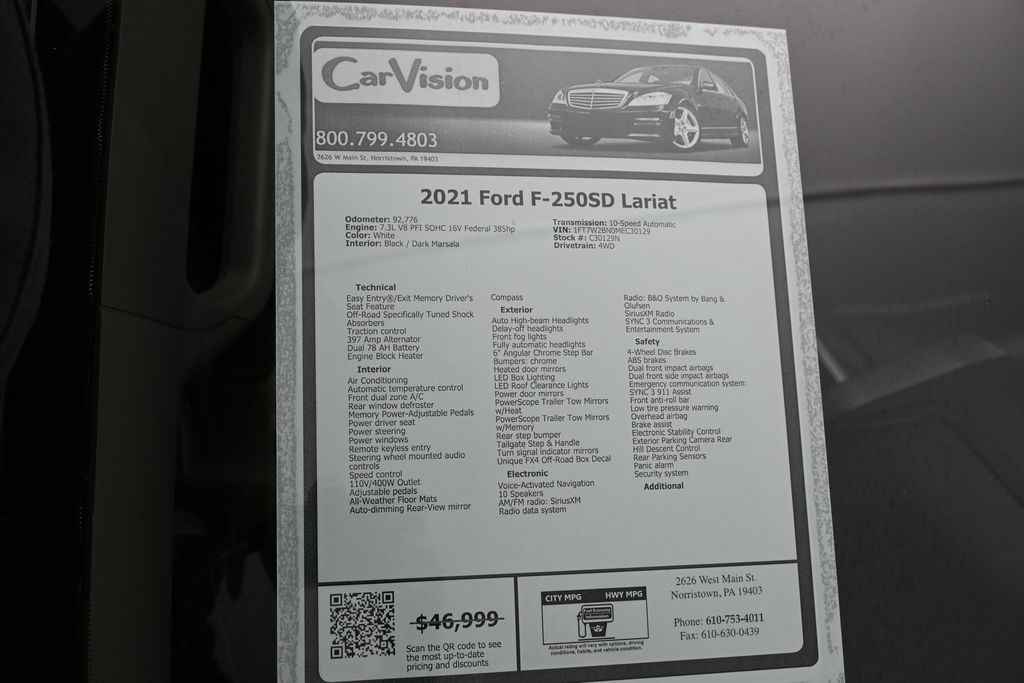 CarVision
800.799.4803
2626 W Main St, Norristown, PA 19403
2021 Ford F-250SD Lariat
Odometer: 92,776
Engine: 7.3L V8 PFI SOHC 16V Federal 385hp
Color: White
Interior: Black / Dark Marsala
Transmission: 10-Speed Automatic
VIN: 1FT7W2BN0MEC30129
Stock #: C30129N
Drivetrain: 4WD
Technical
Easy Entry®/Exit Memory Driver's
Seat Feature
Off-Road Specifically Tuned Shock
Absorbers
Traction control
397 Amp Alternator
Dual 78 AH Battery
Engine Block Heater
Interior
Air Conditioning
Automatic temperature control
Front dual zone A/C
Rear window defroster
Memory Power-Adjustable Pedals
Power driver seat
Power steering
Power windows
Remote keyless entry
Steering wheel mounted audio
controls
Speed control
110V/400W Outlet
Adjustable pedals
All-Weather Floor Mats
Auto-dimming Rear-View mirror
Compass
Exterior
Auto High-beam Headlights
Delay-off headlights
Front fog lights
Fully automatic headlights
6" Angular Chrome Step Bar
Bumpers: chrome
Heated door mirrors
LED Box Lighting
LED Roof Clearance Lights
Power door mirrors
PowerScope Trailer Tow Mirrors
w/Heat
PowerScope Trailer Tow Mirrors
w/Memory
Rear step bumper
Tailgate Step & Handle
Turn signal indicator mirrors
Unique FX4 Off-Road Box Decal
Electronic
Voice-Activated Navigation
10 Speakers
AM/FM radio: SiriusXM
Radio data system
Radio: B&O System by Bang &
Olufsen
SiriusXM Radio
SYNC 3 Communications &
Entertainment System
Safety
4-Wheel Disc Brakes
ABS brakes
Dual front impact airbags
Dual front side impact airbags
Emergency communication system:
SYNC 3 911 Assist
Front anti-roll bar
Low tire pressure warning
Overhead airbag
Brake assist
Electronic Stability Control
Exterior Parking Camera Rear
Hill Descent Control
Rear Parking Sensors
Panic alarm
Security system
Additional
$46,999
Scan the QR code to see
the most up-to-date
pricing and discounts
CITY MPG HWY MPG
Fuel Economy
Actual rating will vary with options, driving
conditions, habits, and vehicle condition.
2626 West Main St.
Norristown, PA 19403
Phone: 610-753-4011
Fax: 610-630-0439